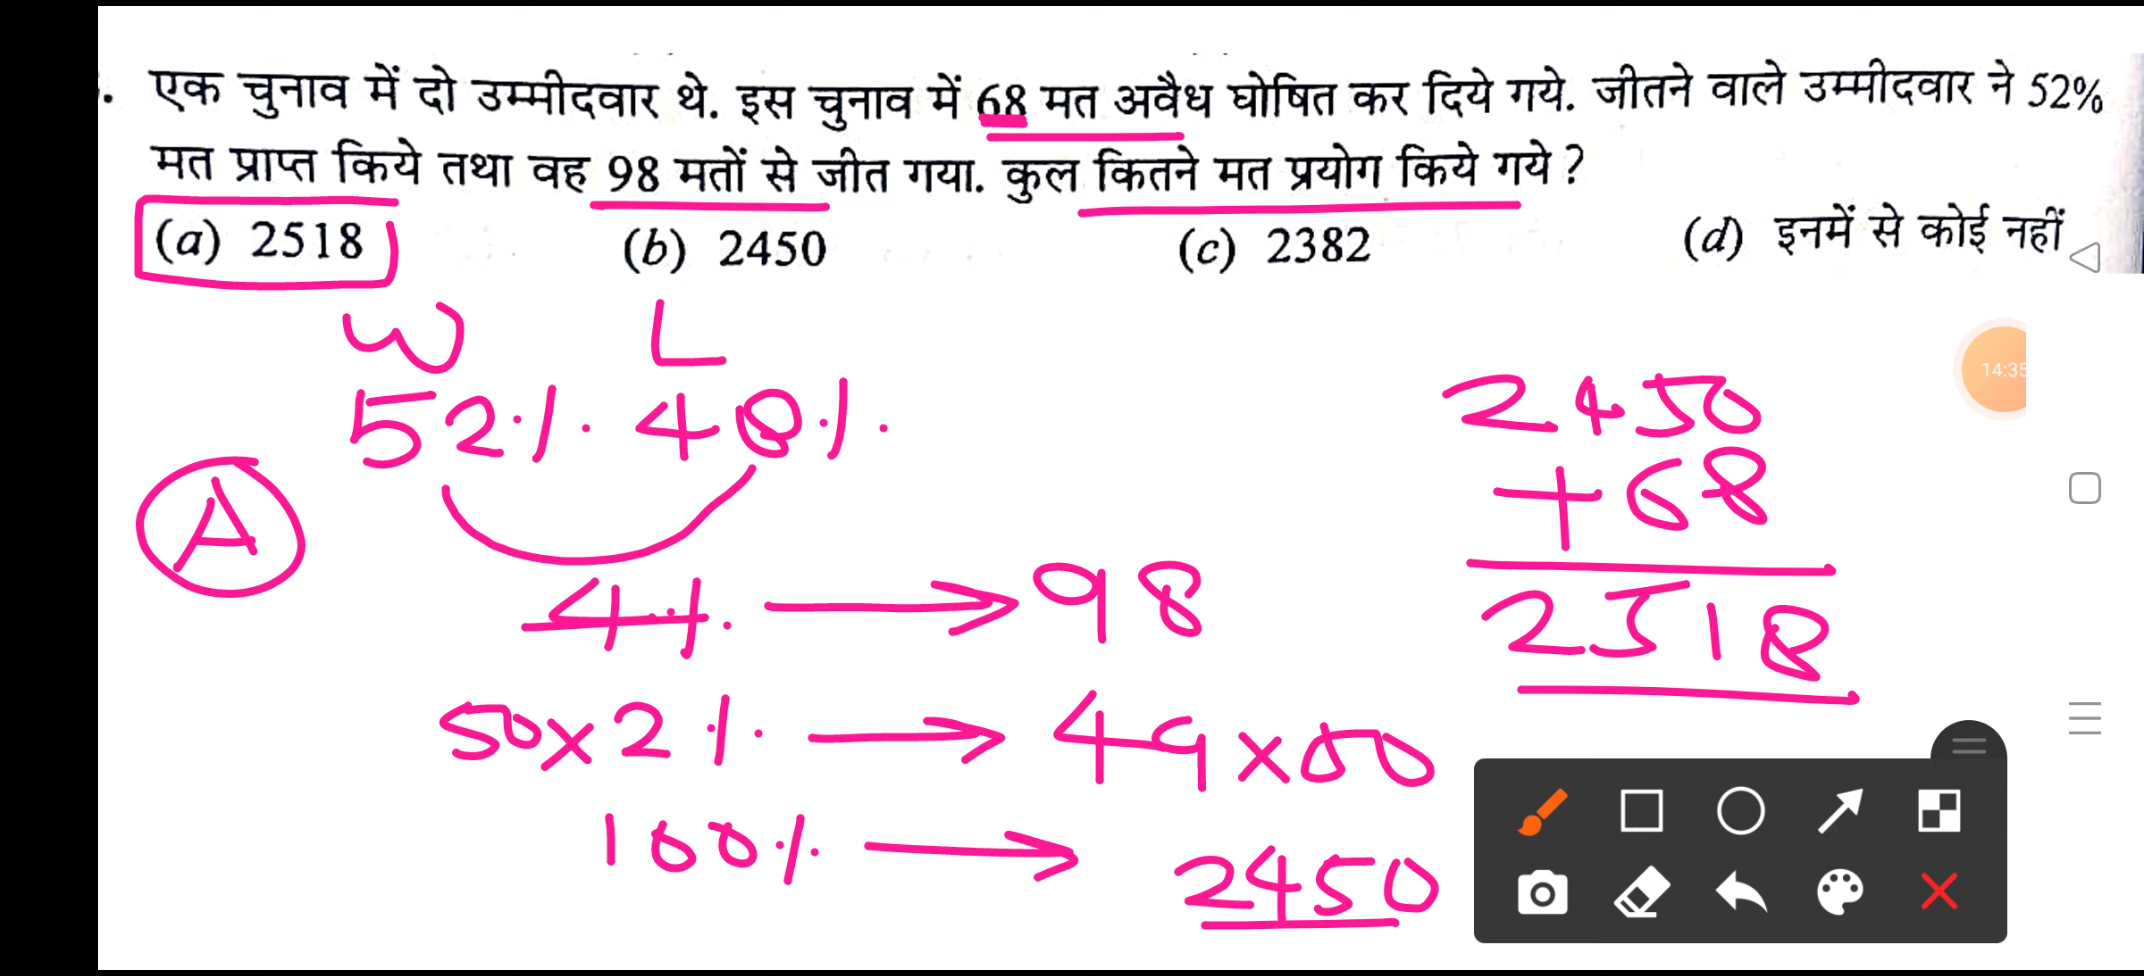 . एक चुनाव में दो उम्मीदवार थे. इस चुनाव में 68 मत अवैध घोषित कर दिये गये. जीतने वाले उम्मीदवार ने 52%
मत प्राप्त किये तथा वह 98 मतों से जीत गया. कुल कितने मत प्रयोग किये गये ?
(a) 2518 (b) 2450 (c) 2382 (d) इनमें से कोई नहीं
W L
52% 48%
A
4% → 98
50×2% → 49×50
100% → 2450
2450
+68
2518
14:35